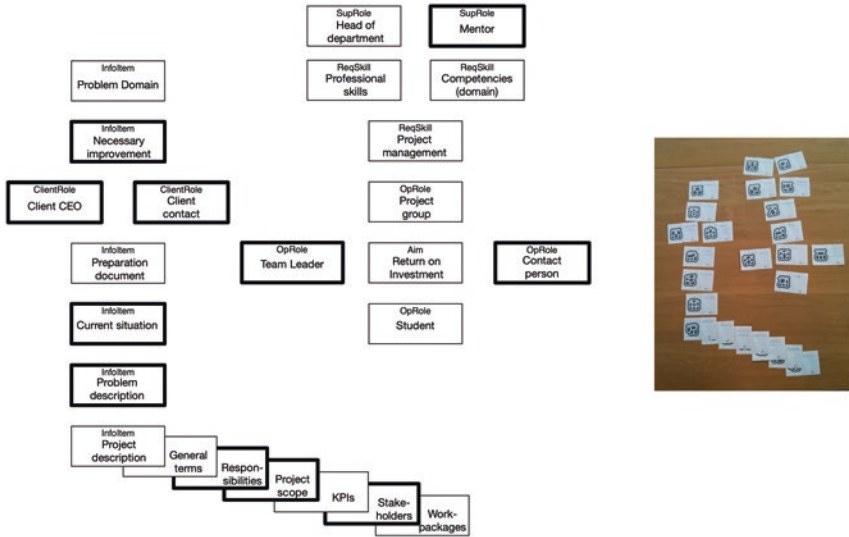 SupRole
Head of
department
SupRole
Mentor
InfoItem
Problem Domain
ReqSkill
Professional
skills
ReqSkill
Competencies
(domain)
InfoItem
Necessary
improvement
ReqSkill
Project
management
ClientRole
Client CEO
ClientRole
Client
contact
OpRole
Project
group
InfoItem
Preparation
document
OpRole
Team Leader
Aim
Return on
Investment
OpRole
Contact
person
InfoItem
Current situation
OpRole
Student
InfoItem
Problem
description
InfoItem
Project
description
General
terms
Respon-
sibilities
Project
scope
KPIs
Stake-
holders
Work-
packages